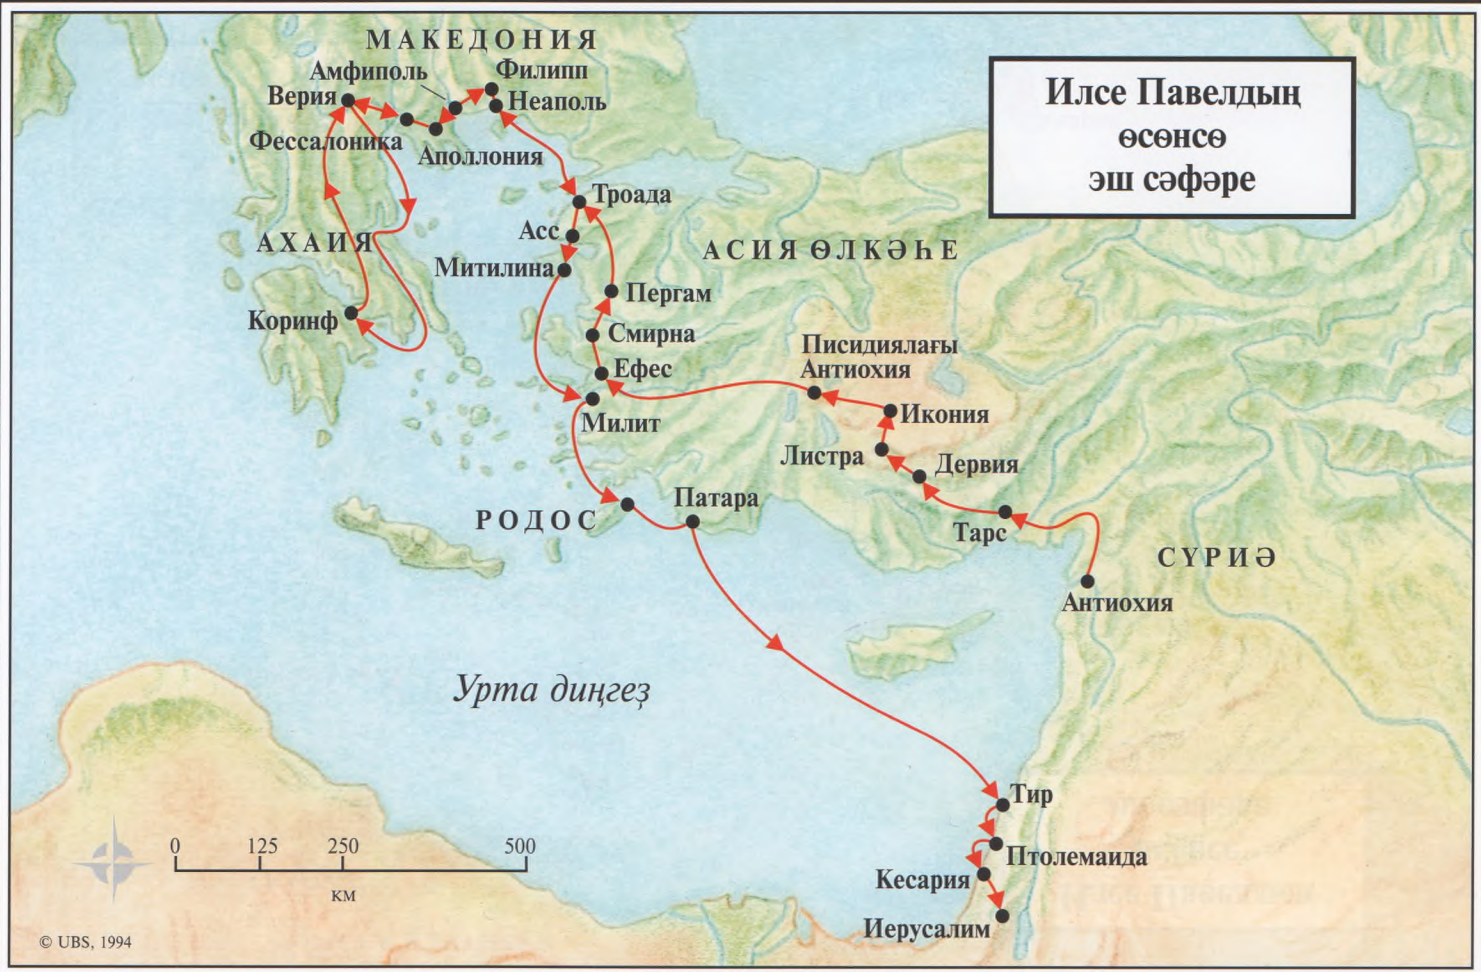 МАКЕДОНИЯ
Амфиполь
Филипп
Верия
Неаполь
Фессалоника
Аполлония
Илсе Павелдың
өсөнсө
эш сәфәре
Троада
Асс
АХАИЯ
АСИЯ ӨЛКӘҺЕ
Митилина
Пергам
Коринф
Смирна
Писидиялағы
Антиохия
Ефес
Икония
Милит
Листра
Дервия
Патара
РОДОС
Тарс
СҮРИӘ
Антиохия
Урта диңгеҙ
Тир
0 125 250 500
км
Птолемаида
Кесария
Иерусалим
© UBS, 1994